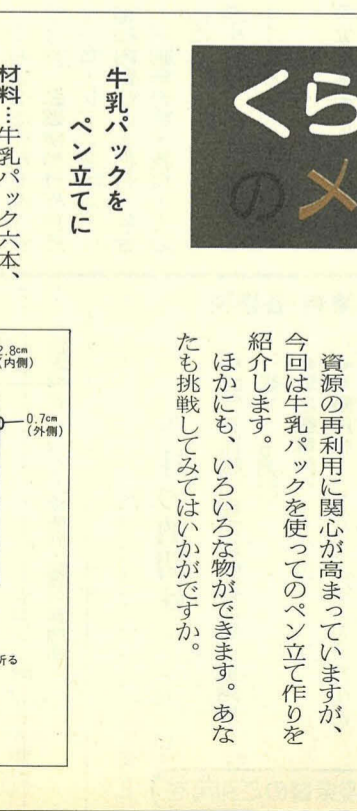 くら
のメ
資源の再利用に関心が高まっていますが、
今回は牛乳パックを使ってのペン立て作りを
紹介します。
ほかにも、いろいろな物ができます。あな
たも挑戦してみてはいかがですか。
牛乳パックを
ペン立てに
材料…牛乳パック六本、
2.8cm
(内側)
0.7cm
(外側)
折る